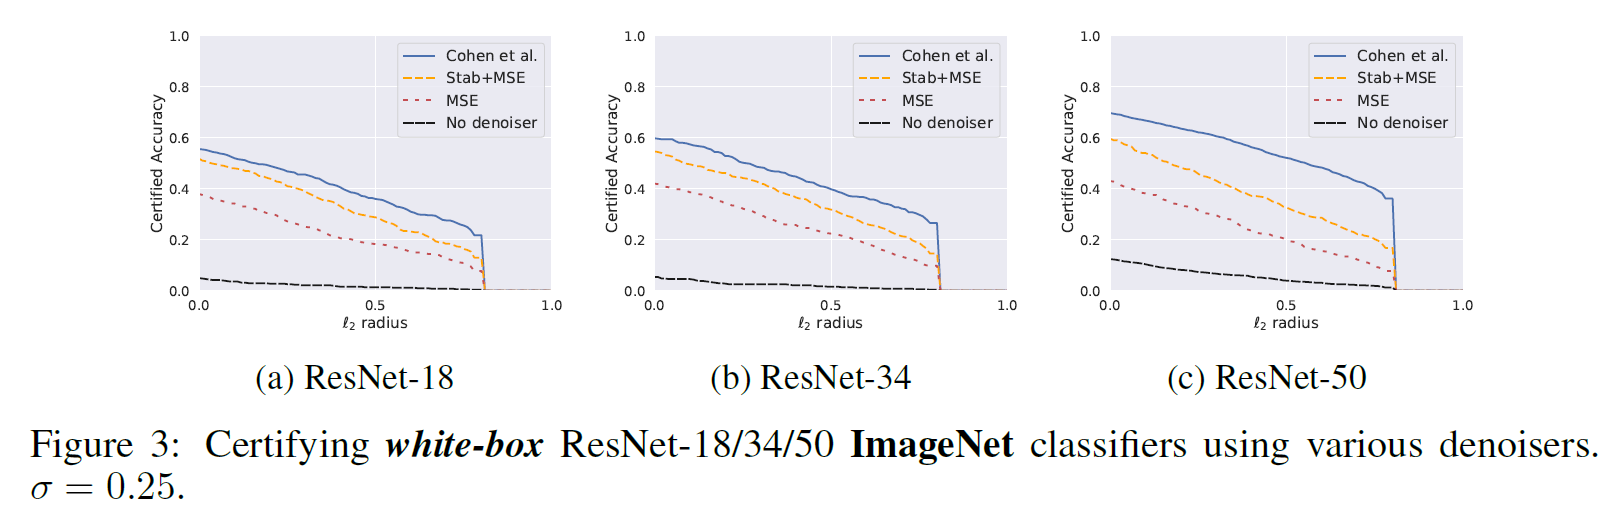 1.0
0.8
0.6
0.4
0.2
0.0
Certified Accuracy
Cohen et al.
Stab+MSE
MSE
No denoiser
0.0 0.5 1.0
ℓ₂ radius
(a) ResNet-18
1.0
0.8
0.6
0.4
0.2
0.0
Certified Accuracy
Cohen et al.
Stab+MSE
MSE
No denoiser
0.0 0.5 1.0
ℓ₂ radius
(b) ResNet-34
1.0
0.8
0.6
0.4
0.2
0.0
Certified Accuracy
Cohen et al.
Stab+MSE
MSE
No denoiser
0.0 0.5 1.0
ℓ₂ radius
(c) ResNet-50
Figure 3: Certifying white-box ResNet-18/34/50 ImageNet classifiers using various denoisers.
σ = 0.25.